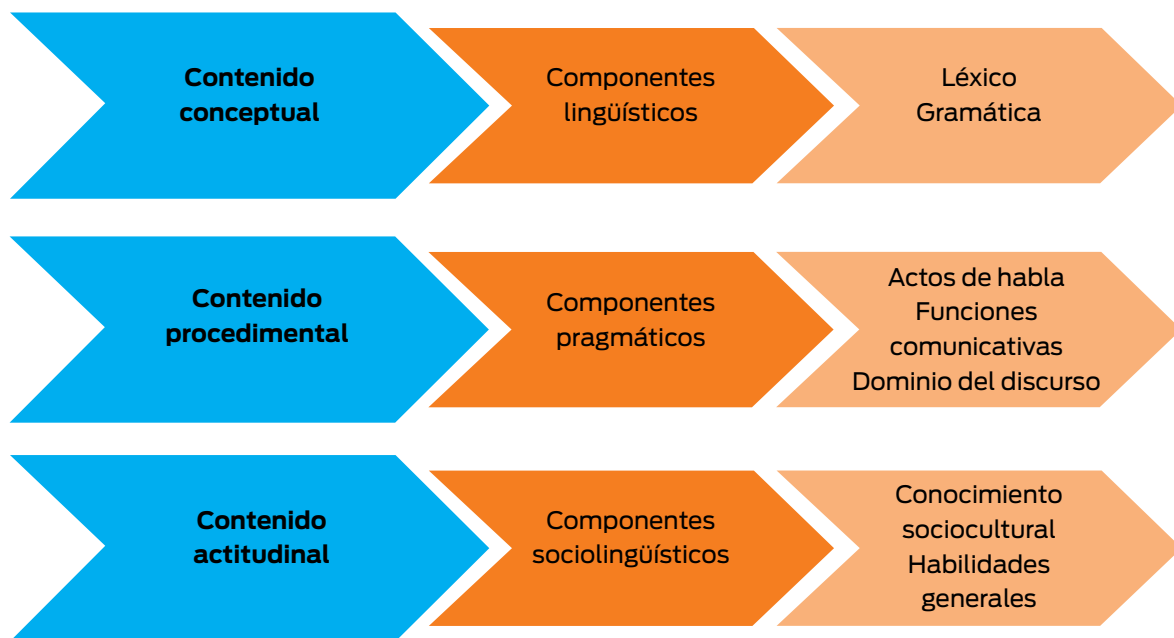 Contenido
conceptual
Componentes
lingüísticos
Léxico
Gramática
Contenido
procedimental
Componentes
pragmáticos
Actos de habla
Funciones
comunicativas
Dominio del discurso
Contenido
actitudinal
Componentes
sociolingüísticos
Conocimiento
sociocultural
Habilidades
generales